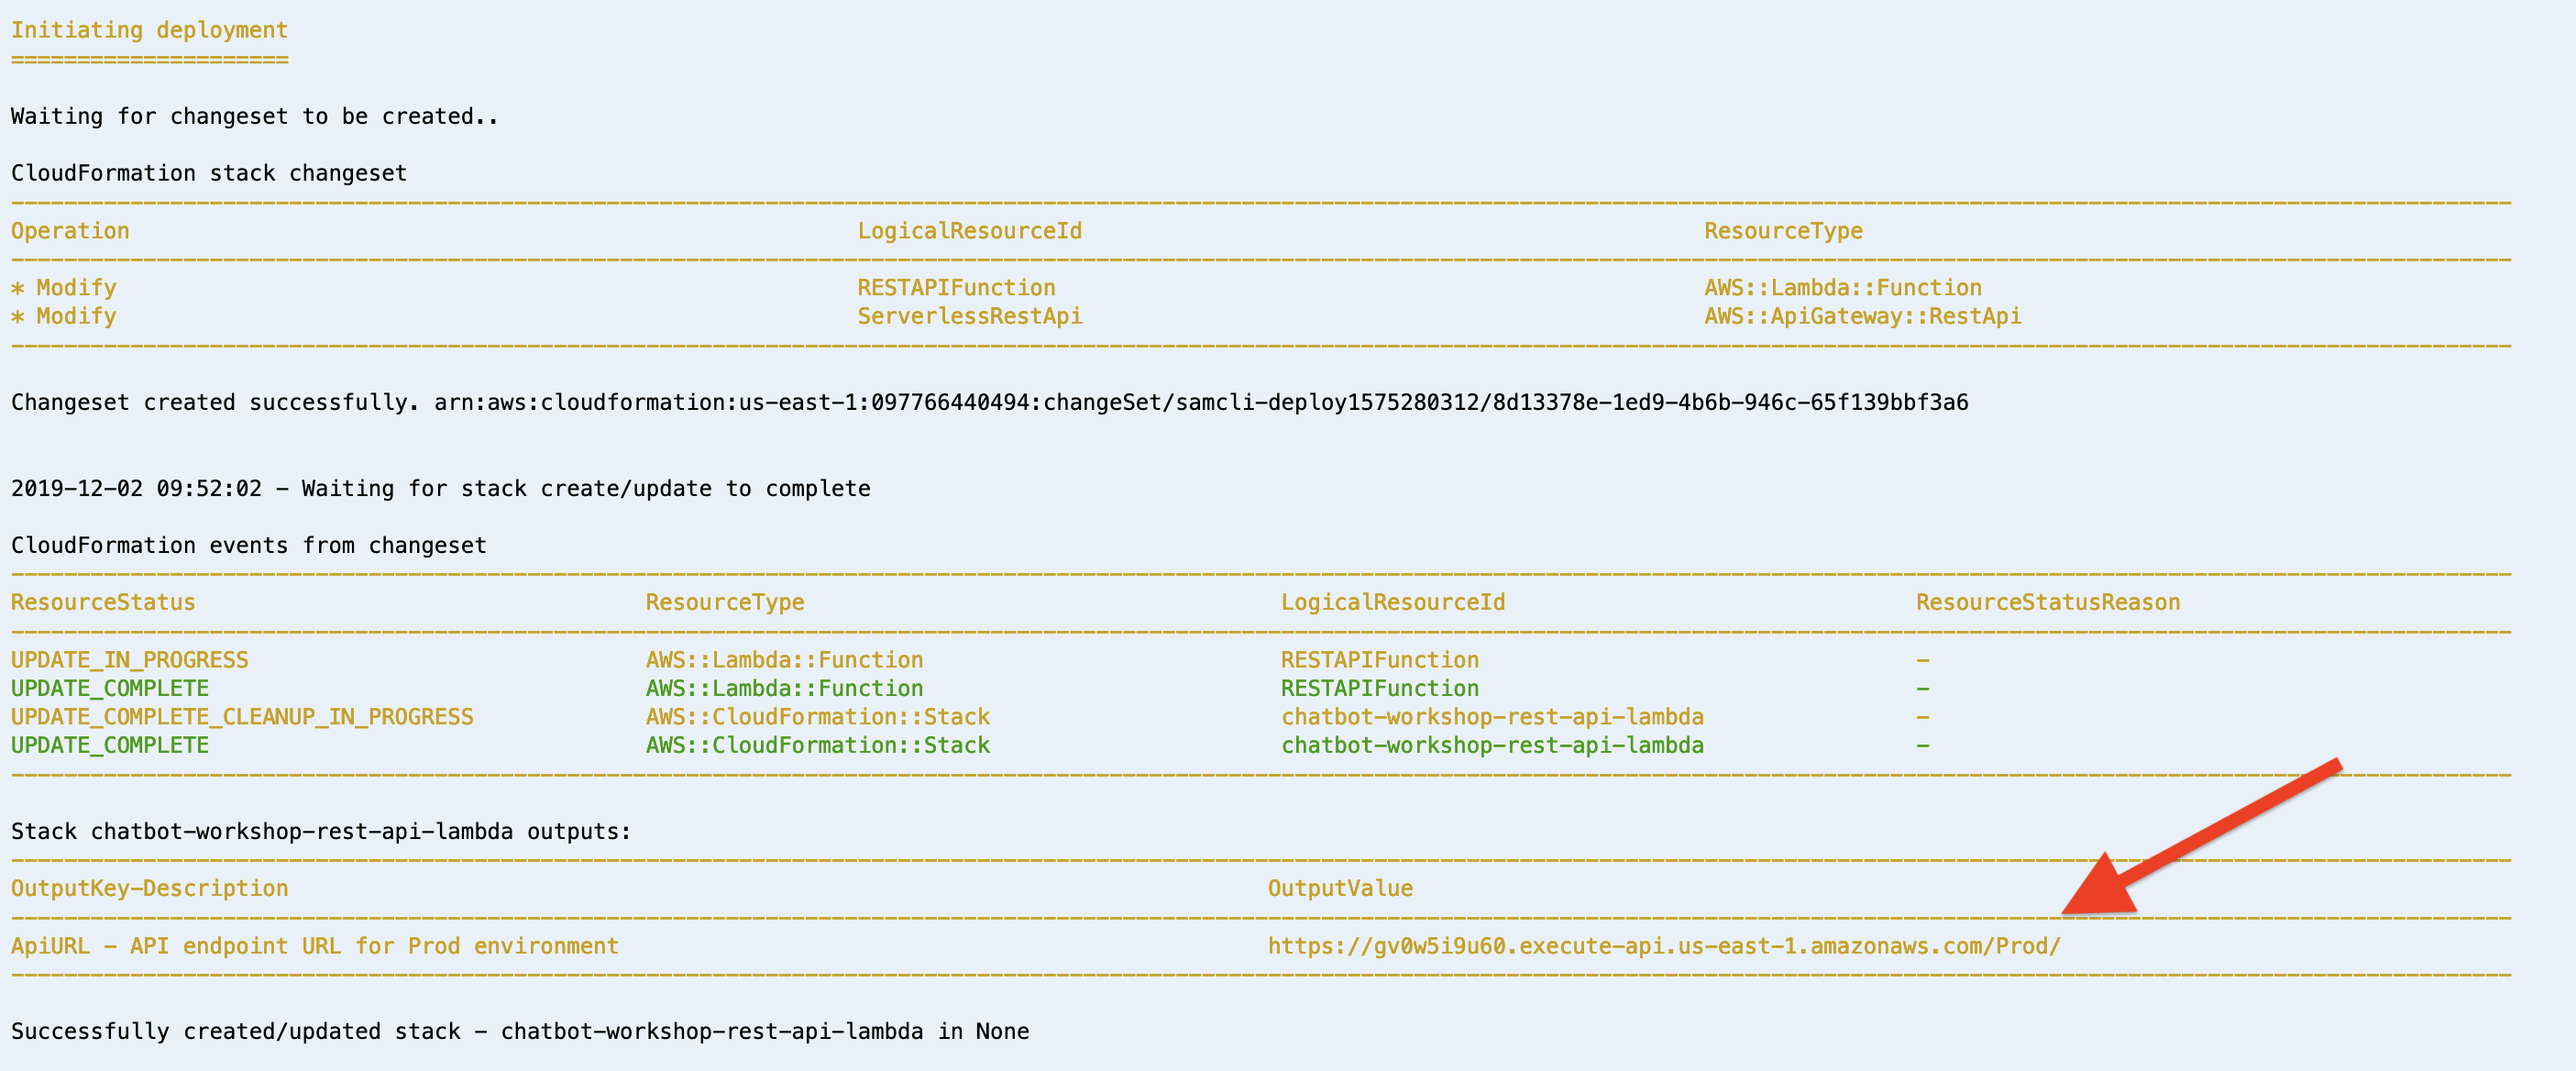 Initiating deployment
=====================
Waiting for changeset to be created..
CloudFormation stack changeset
Operation LogicalResourceId ResourceType
* Modify RESTAPIFunction AWS::Lambda::Function
* Modify ServerlessRestApi AWS::ApiGateway::RestApi
Changeset created successfully. arn:aws:cloudformation:us-east-1:097766440494:changeSet/samcli-deploy1575280312/8d13378e-1ed9-4b6b-946c-65f139bbf3a6
2019-12-02 09:52:02 - Waiting for stack create/update to complete
CloudFormation events from changeset
ResourceStatus ResourceType LogicalResourceId ResourceStatusReason
UPDATE_IN_PROGRESS AWS::Lambda::Function RESTAPIFunction -
UPDATE_COMPLETE AWS::Lambda::Function RESTAPIFunction -
UPDATE_COMPLETE_CLEANUP_IN_PROGRESS AWS::CloudFormation::Stack chatbot-workshop-rest-api-lambda -
UPDATE_COMPLETE AWS::CloudFormation::Stack chatbot-workshop-rest-api-lambda -
Stack chatbot-workshop-rest-api-lambda outputs:
OutputKey-Description OutputValue
ApiURL - API endpoint URL for Prod environment https://gv0w5i9u60.execute-api.us-east-1.amazonaws.com/Prod/
Successfully created/updated stack - chatbot-workshop-rest-api-lambda in None